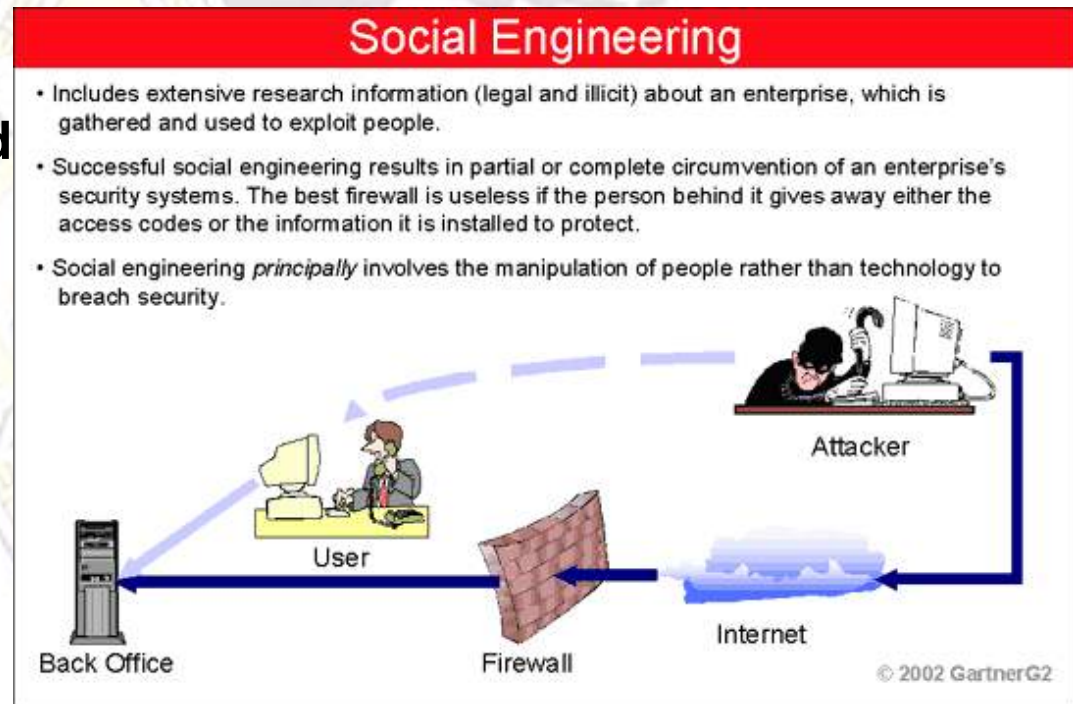 Social Engineering
• Includes extensive research information (legal and illicit) about an enterprise, which is
gathered and used to exploit people.
d
• Successful social engineering results in partial or complete circumvention of an enterprise's
security systems. The best firewall is useless if the person behind it gives away either the
access codes or the information it is installed to protect.
• Social engineering principally involves the manipulation of people rather than technology to
breach security.
Attacker
User
Internet
Back Office
Firewall
© 2002 GartnerG2